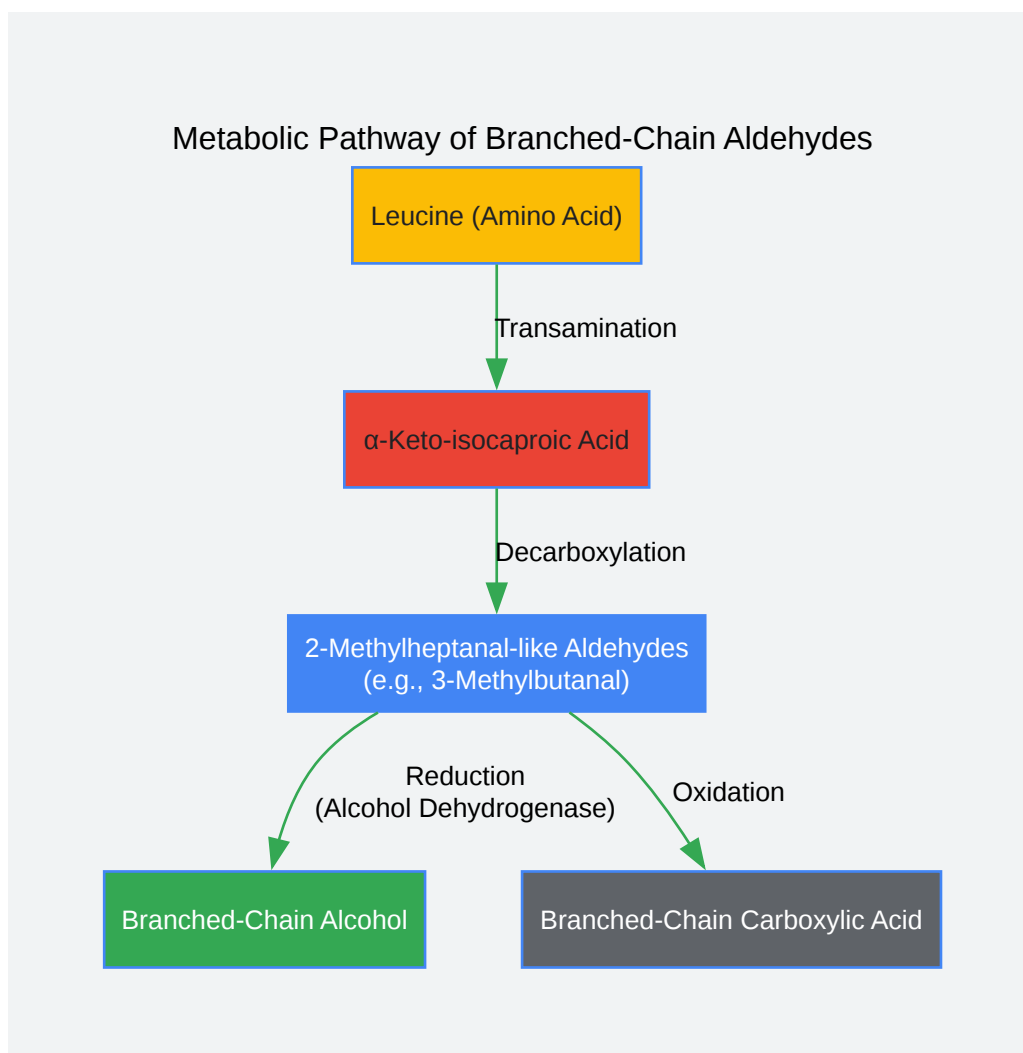 Metabolic Pathway of Branched-Chain Aldehydes
Leucine (Amino Acid)
Transamination
α-Keto-isocaproic Acid
Decarboxylation
2-Methylheptanal-like Aldehydes
(e.g., 3-Methylbutanal)
Reduction
(Alcohol Dehydrogenase)
Oxidation
Branched-Chain Alcohol
Branched-Chain Carboxylic Acid